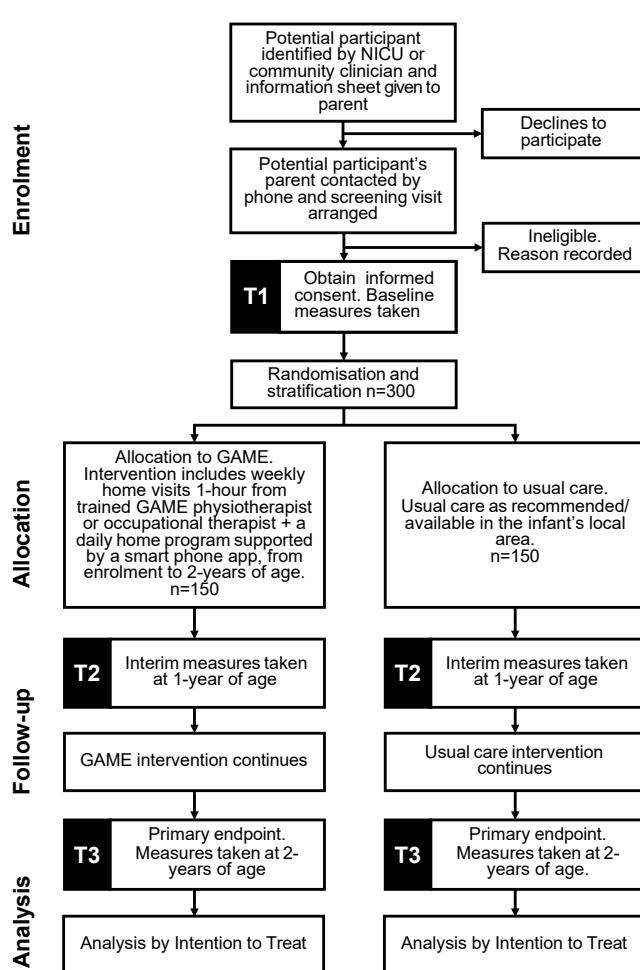 Enrolment
Potential participant
identified by NICU or
community clinician and
information sheet given to
parent
Declines to
participate
Potential participant's
parent contacted by
phone and screening visit
arranged
Ineligible.
Reason recorded
T1
Obtain informed
consent. Baseline
measures taken
Randomisation and
stratification n=300
Allocation
Allocation to GAME.
Intervention includes weekly
home visits 1-hour from
trained GAME physiotherapist
or occupational therapist + a
daily home program supported
by a smart phone app, from
enrolment to 2-years of age.
n=150
Allocation to usual care.
Usual care as recommended/
available in the infant's local
area.
n=150
Follow-up
T2
Interim measures taken
at 1-year of age
T2
Interim measures taken
at 1-year of age
GAME intervention continues
Usual care intervention
continues
T3
Primary endpoint.
Measures taken at 2-
years of age
T3
Primary endpoint.
Measures taken at 2-
years of age.
Analysis
Analysis by Intention to Treat
Analysis by Intention to Treat